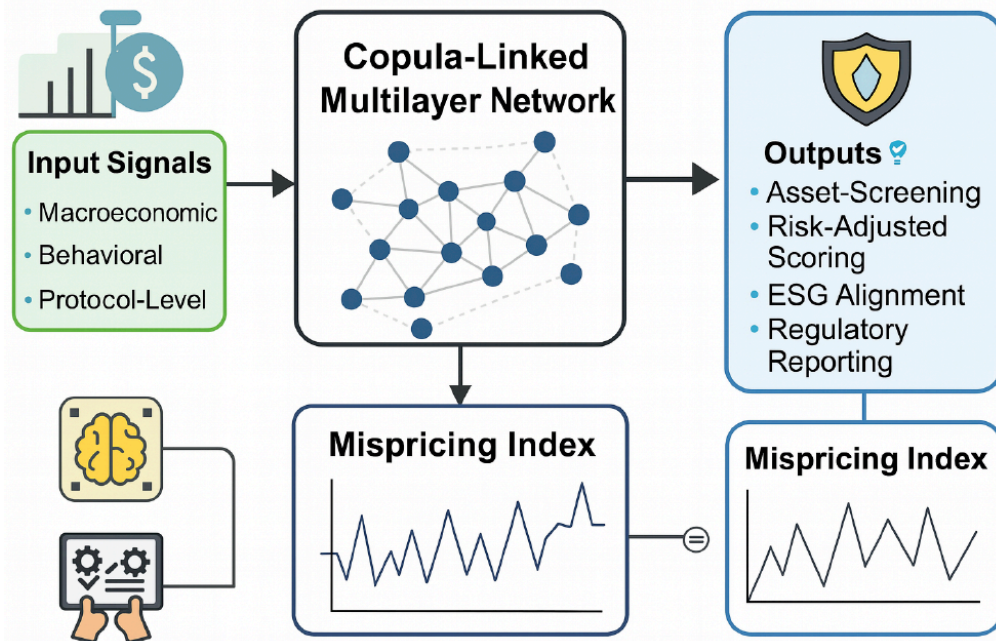 Input Signals
• Macroeconomic
• Behavioral
• Protocol-Level
$
Copula-Linked
Multilayer Network
Outputs
• Asset-Screening
• Risk-Adjusted
Scoring
• ESG Alignment
• Regulatory
Reporting
Mispricing Index
=
Mispricing Index